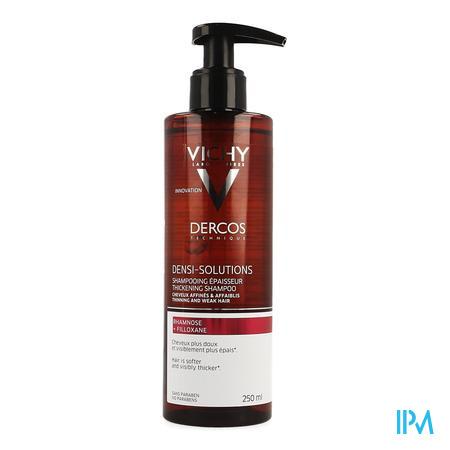 VICHY
LABORATOIRES
INNOVATION
DERCOS
TECHNIQUE
DENSI-SOLUTIONS
SHAMPOOING ÉPAISSEUR
THICKENING SHAMPOO
CHEVEUX AFFINÉS & AFFAIBLIS
THINNING AND WEAK HAIR
RHAMNOSE
+ FILLOXANE
Cheveux plus doux
et visiblement plus épais*.
Hair is softer
and visibly thicker*.
SANS PARABEN
NO PARABENS
250 ml
IPM